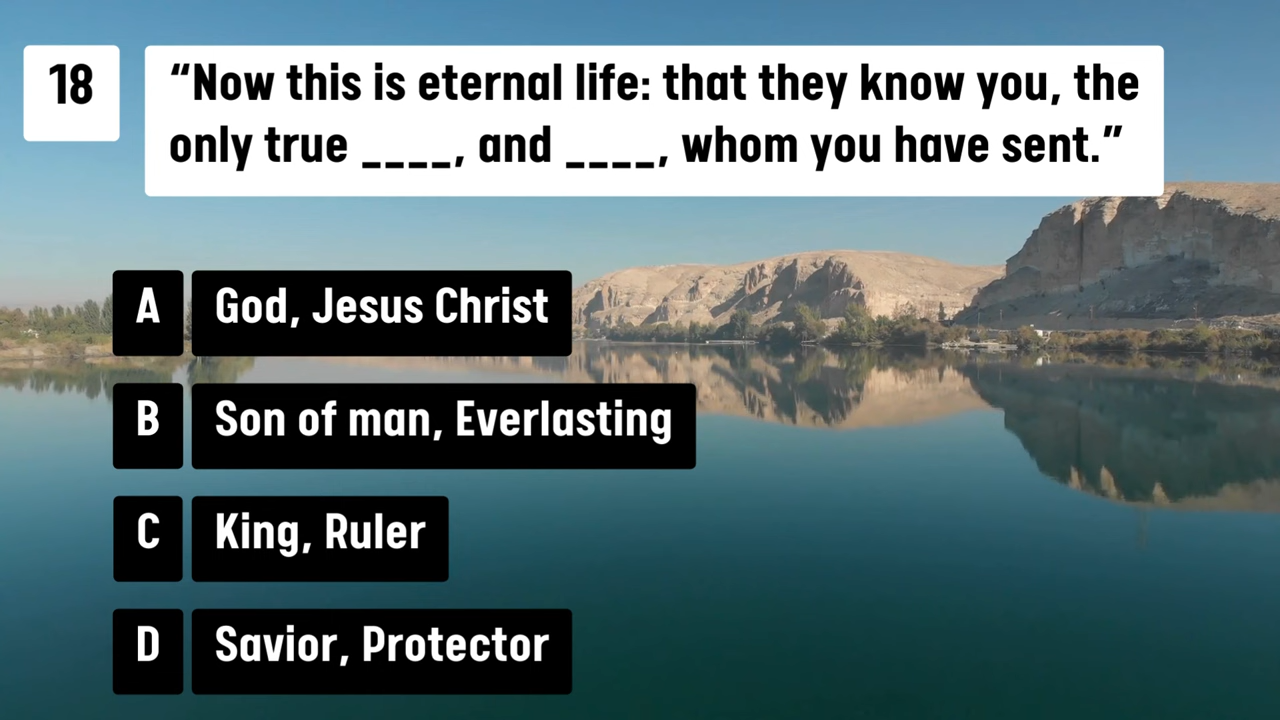 18
“Now this is eternal life: that they know you, the
only true ____, and ____, whom you have sent.”
A
God, Jesus Christ
B
Son of man, Everlasting
C
King, Ruler
D
Savior, Protector